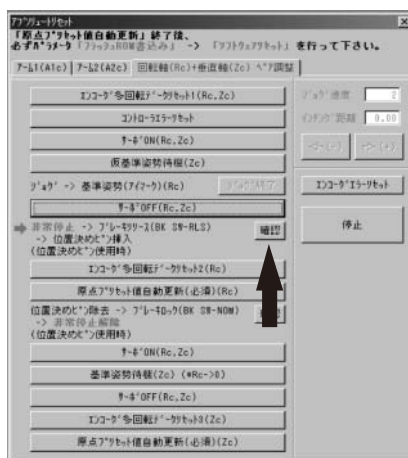 アブソリュートリセット
「原点プリセット値自動更新」終了後、
必ずパラメータ「フラッシュROM書込み」 -> 「ソフトウェアリセット」 を行って下さい。
アーム1(A1c) アーム2(A2c) 回転軸(Rc)+垂直軸(Zc) ペア調整
エンコーダ多回転データリセット1(Rc,Zc)
コントローラエラーリセット
サーボON(Rc,Zc)
仮基準姿勢待機(Zc)
ジョグ -> 基準姿勢(アイマーク)(Rc) ジョグ終了
サーボOFF(Rc,Zc)
非常停止 -> ブレーキリリース(BK SW-RLS)
-> 位置決めピン挿入
(位置決めピン使用時)
確認
エンコーダ多回転データリセット2(Rc)
原点プリセット値自動更新(必須)(Rc)
位置決めピン除去 -> ブレーキロック(BK SW-NOM)
-> 非常停止解除
(位置決めピン使用時)
サーボON(Rc,Zc)
基準姿勢待機(Zc) (*Rc->0)
サーボOFF(Rc,Zc)
エンコーダ多回転データリセット3(Zc)
原点プリセット値自動更新(必須)(Zc)
ジョグ速度 2
インチング距離 0.00
エンコーダエラーリセット
停止